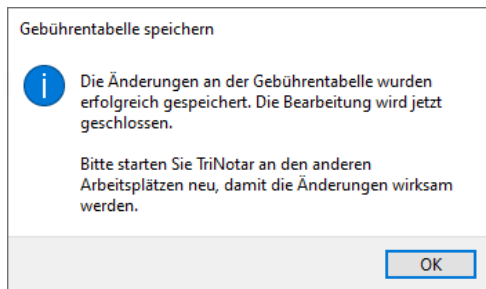 Gebührentabelle speichern
Die Änderungen an der Gebührentabelle wurden
erfolgreich gespeichert. Die Bearbeitung wird jetzt
geschlossen.
Bitte starten Sie TriNotar an den anderen
Arbeitsplätzen neu, damit die Änderungen wirksam
werden.
OK